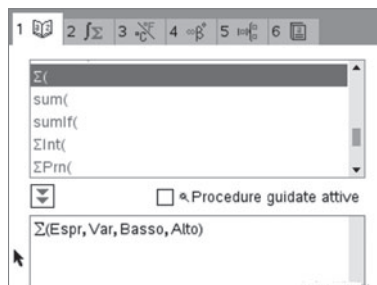 1 2 ∫Σ 3 °C°F 4 ∞β° 5 6
Σ(
sum(
sumIf(
ΣInt(
ΣPrn(
Procedure guidate attive
Σ(Espr, Var, Basso, Alto)